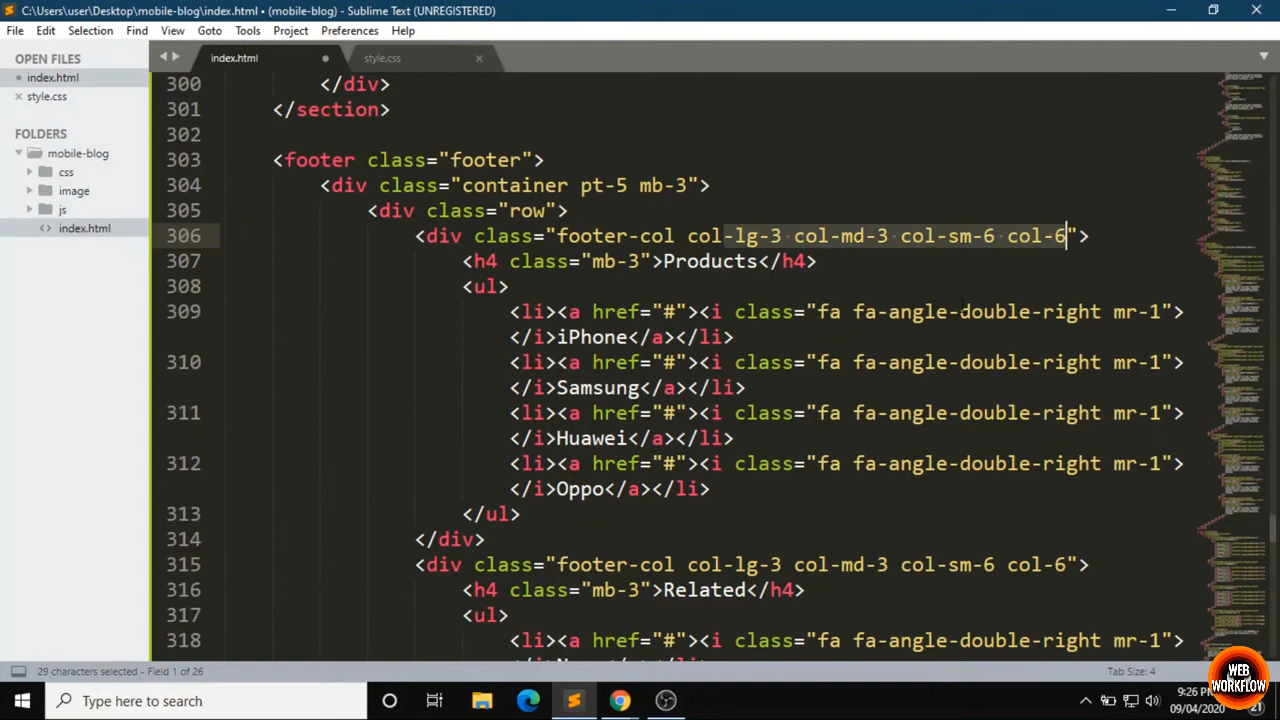 C:\Users\user\Desktop\mobile-blog\index.html • (mobile-blog) - Sublime Text (UNREGISTERED)
File Edit Selection Find View Goto Tools Project Preferences Help
OPEN FILES
index.html
style.css
FOLDERS
mobile-blog
css
image
js
index.html
index.html style.css
300 </div>
301 </section>
302
303 <footer class="footer">
304 <div class="container pt-5 mb-3">
305 <div class="row">
306 <div class="footer-col col-lg-3 col-md-3 col-sm-6 col-6">
307 <h4 class="mb-3">Products</h4>
308 <ul>
309 <li><a href="#"><i class="fa fa-angle-double-right mr-1">
</i>iPhone</a></li>
310 <li><a href="#"><i class="fa fa-angle-double-right mr-1">
</i>Samsung</a></li>
311 <li><a href="#"><i class="fa fa-angle-double-right mr-1">
</i>Huawei</a></li>
312 <li><a href="#"><i class="fa fa-angle-double-right mr-1">
</i>Oppo</a></li>
313 </ul>
314 </div>
315 <div class="footer-col col-lg-3 col-md-3 col-sm-6 col-6">
316 <h4 class="mb-3">Related</h4>
317 <ul>
318 <li><a href="#"><i class="fa fa-angle-double-right mr-1">
29 characters selected - Field 1 of 26
Tab Size: 4
Type here to search
9:26 PM
09/04/2020
21
WEB
WORKFLOW